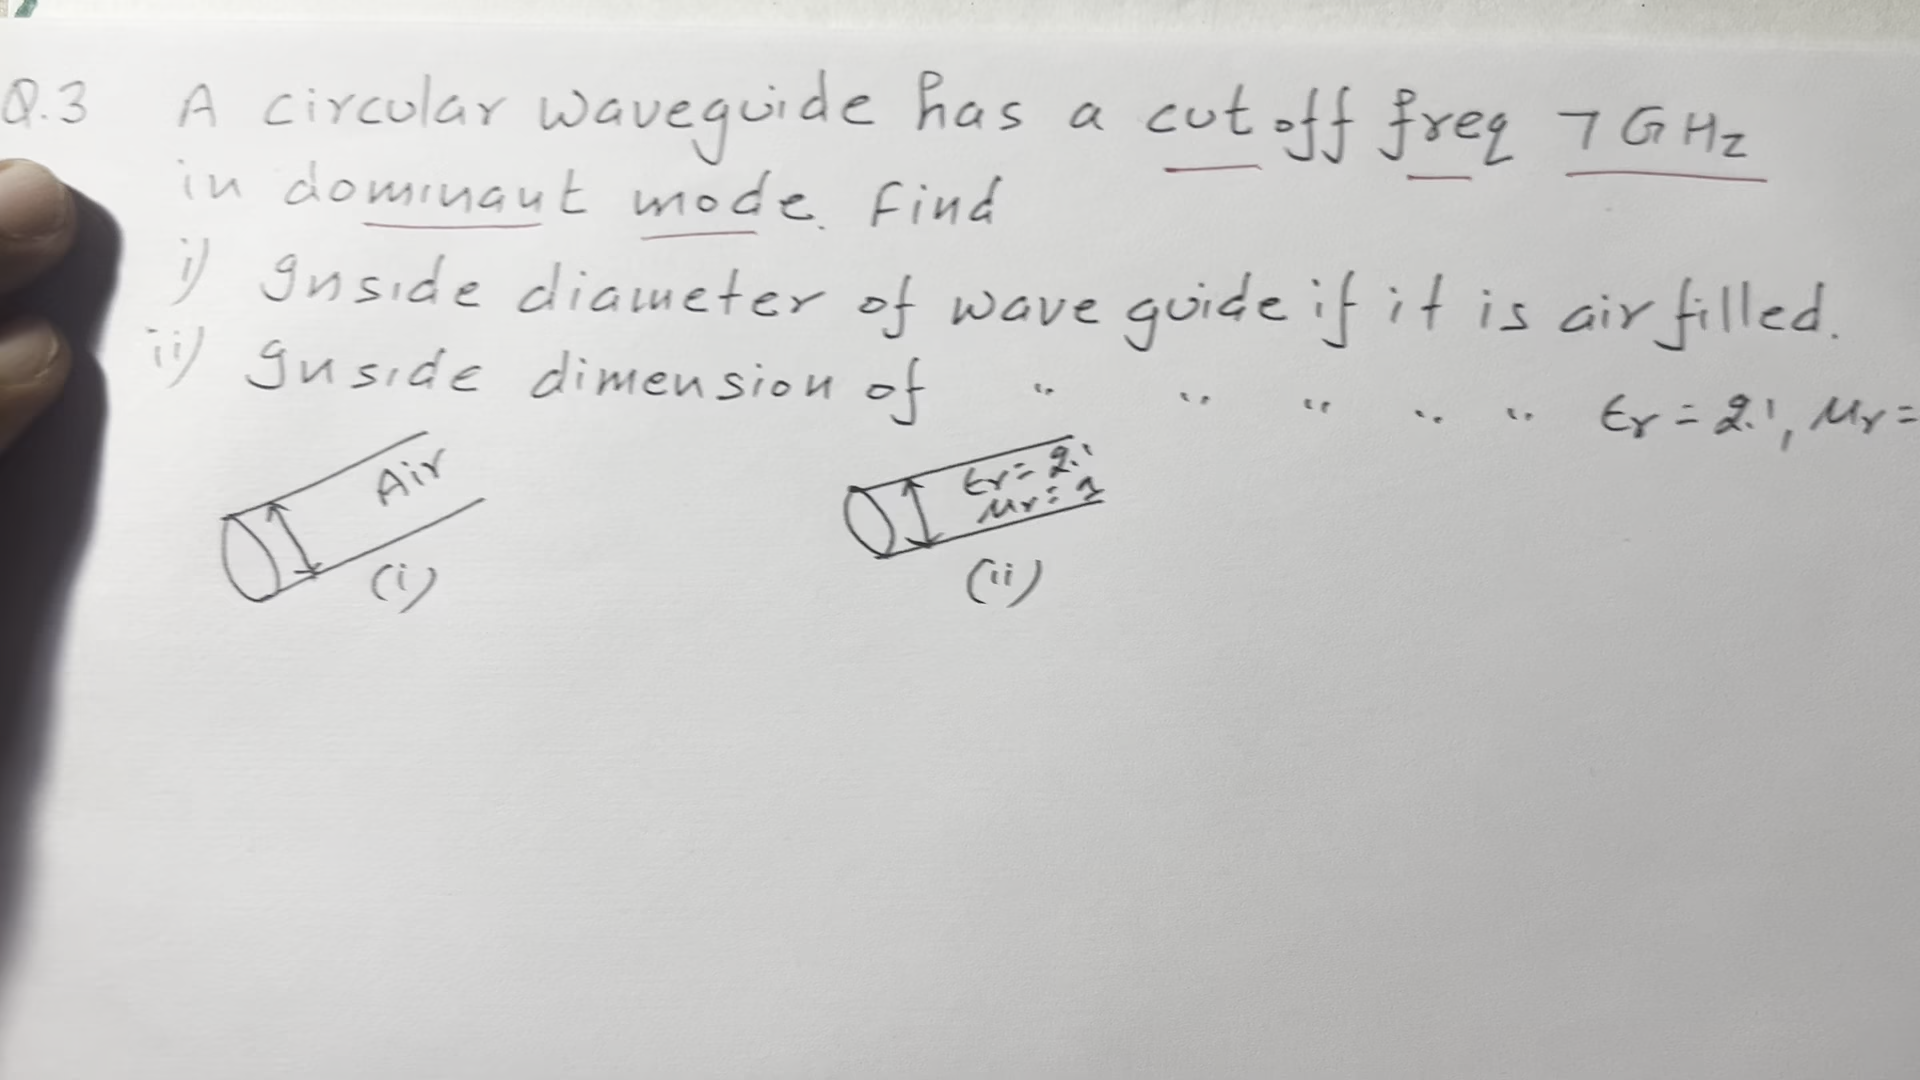 Q.3 A circular waveguide has a cut off freq 7 GHz
in dominant mode. Find
i) Inside diameter of wave guide if it is air filled.
ii) Inside dimension of " " " " " εr = 2.1, μr =
Air
(i)
εr = 2.1
μr = 1
(ii)